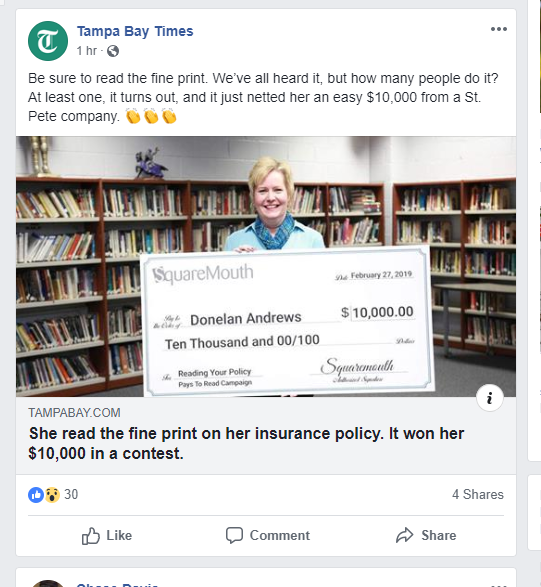 Tampa Bay Times
1 hr ·
Be sure to read the fine print. We’ve all heard it, but how many people do it?
At least one, it turns out, and it just netted her an easy $10,000 from a St.
Pete company. 👏👏👏
SquareMouth
Date February 27, 2019
Pay to
the Order of
Donelan Andrews
$ 10,000.00
Ten Thousand and 00/100
Dollars
Reading Your Policy
Pays To Read Campaign
Squaremouth
i
TAMPABAY.COM
She read the fine print on her insurance policy. It won her
$10,000 in a contest.
30
4 Shares
Like
Comment
Share